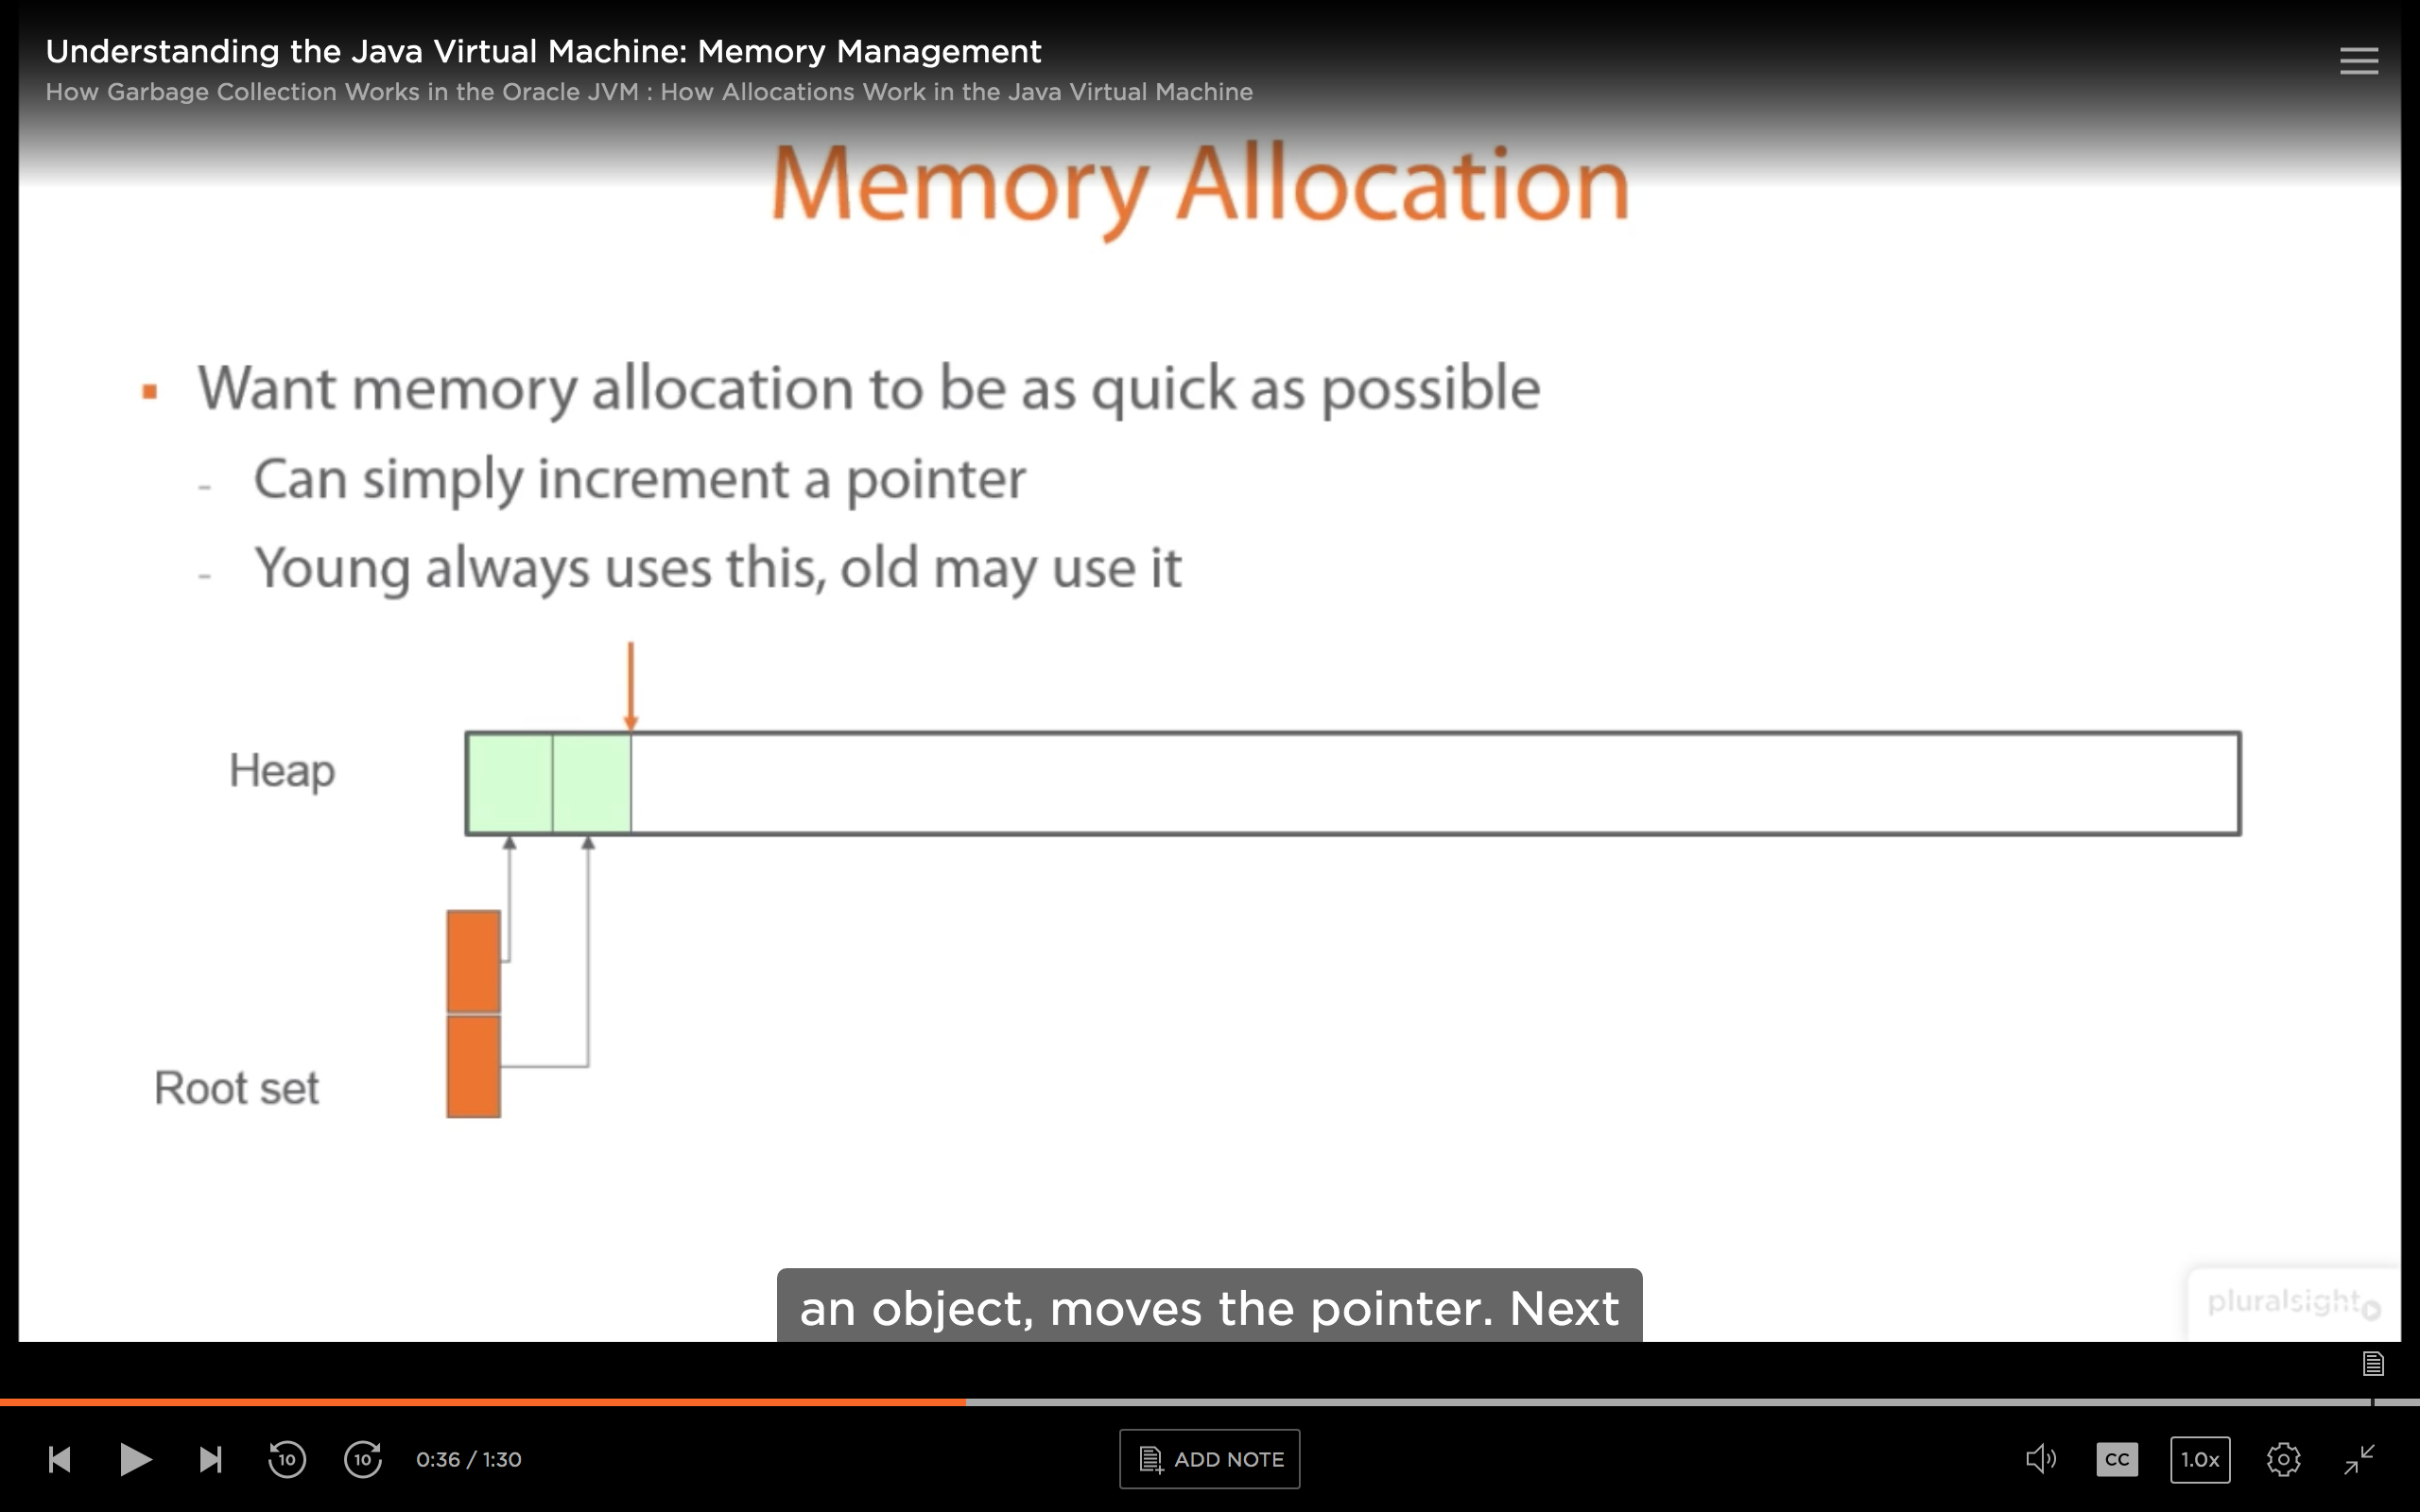 Understanding the Java Virtual Machine: Memory Management
How Garbage Collection Works in the Oracle JVM : How Allocations Work in the Java Virtual Machine
Memory Allocation
▪ Want memory allocation to be as quick as possible
- Can simply increment a pointer
- Young always uses this, old may use it
Heap
Root set
an object, moves the pointer. Next
pluralsight
10
10
0:36 / 1:30
ADD NOTE
CC
1.0x